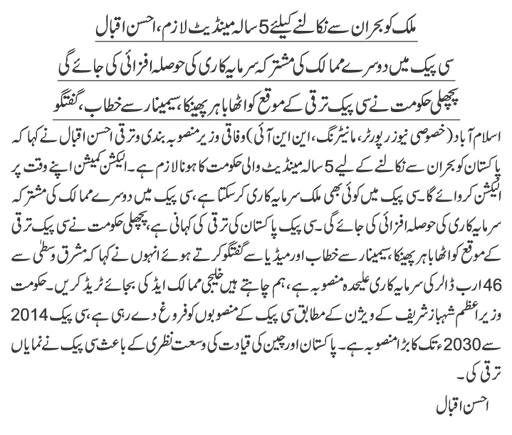 ملک کو بحران سے نکالنے کیلئے 5 سالہ مینڈیٹ لازم، احسن اقبال
سی پیک میں دوسرے ممالک کی مشترکہ سرمایہ کاری کی حوصلہ افزائی کی جائے گی
پچھلی حکومت نے سی پیک ترقی کے موقع کو اٹھا باہر پھینکا، سیمینار سے خطاب، گفتگو
اسلام آباد (خصوصی نیوز رپورٹر، مانیٹرنگ، این این آئی) وفاقی وزیر منصوبہ بندی و ترقی احسن اقبال نے کہا کہ
پاکستان کو بحران سے نکالنے کے لیے 5 سالہ مینڈیٹ والی حکومت کا ہونا لازم ہے۔ الیکشن کمیشن اپنے وقت پر
الیکشن کروائے گا۔ سی پیک میں کوئی بھی ملک سرمایہ کاری کر سکتا ہے، سی پیک میں دوسرے ممالک کی مشترکہ
سرمایہ کاری کی حوصلہ افزائی کی جائے گی۔ سی پیک پاکستان کی ترقی کی کہانی ہے، پچھلی حکومت نے سی پیک ترقی
کے موقع کو اٹھا باہر پھینکا، سیمینار سے خطاب اور میڈیا سے گفتگو کرتے ہوئے انہوں نے کہا کہ مشرق وسطیٰ سے
46 ارب ڈالر کی سرمایہ کاری علیحدہ منصوبہ ہے، ہم چاہتے ہیں خلیجی ممالک ایڈ کی بجائے ٹریڈ کریں۔ حکومت
وزیراعظم شہباز شریف کے ویژن کے مطابق سی پیک کے منصوبوں کو فروغ دے رہی ہے، سی پیک 2014
سے 2030ء تک کا بڑا منصوبہ ہے۔ پاکستان اور چین کی قیادت کی وسعت نظری کے باعث سی پیک نے نمایاں
ترقی کی۔
احسن اقبال